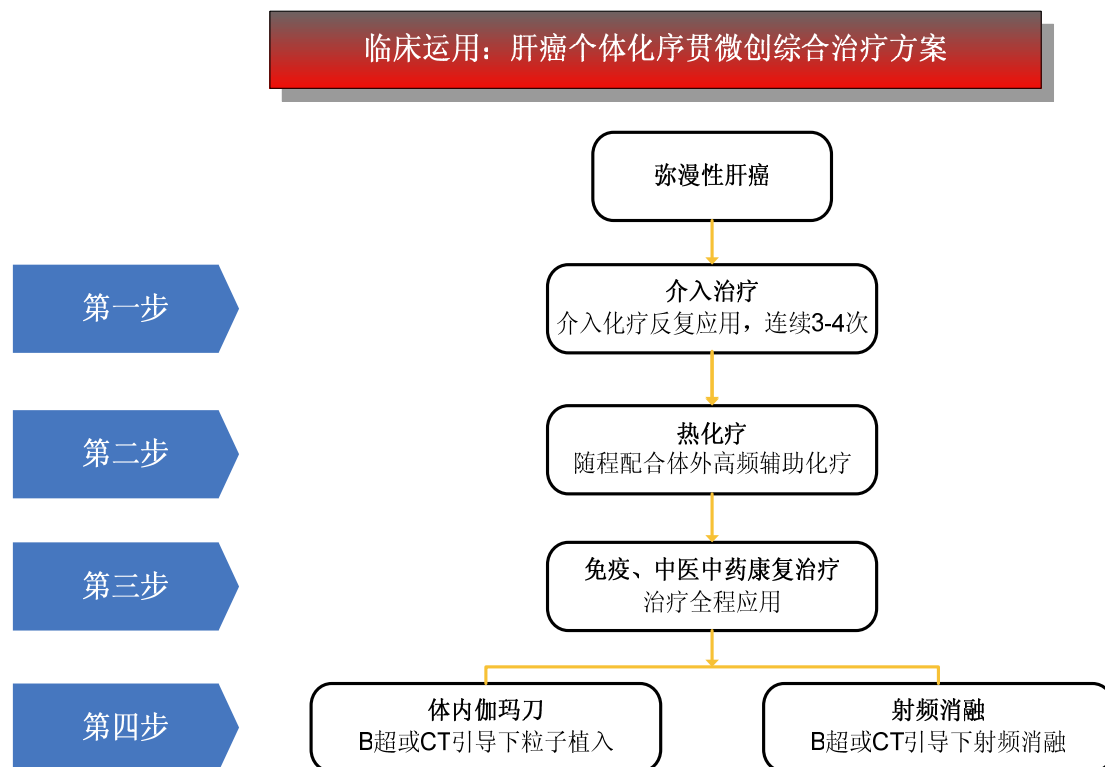 临床运用：肝癌个体化序贯微创综合治疗方案
弥漫性肝癌
第一步
介入治疗
介入化疗反复应用，连续3-4次
第二步
热化疗
随程配合体外高频辅助化疗
第三步
免疫、中医中药康复治疗
治疗全程应用
第四步
体内伽玛刀
B超或CT引导下粒子植入
射频消融
B超或CT引导下射频消融